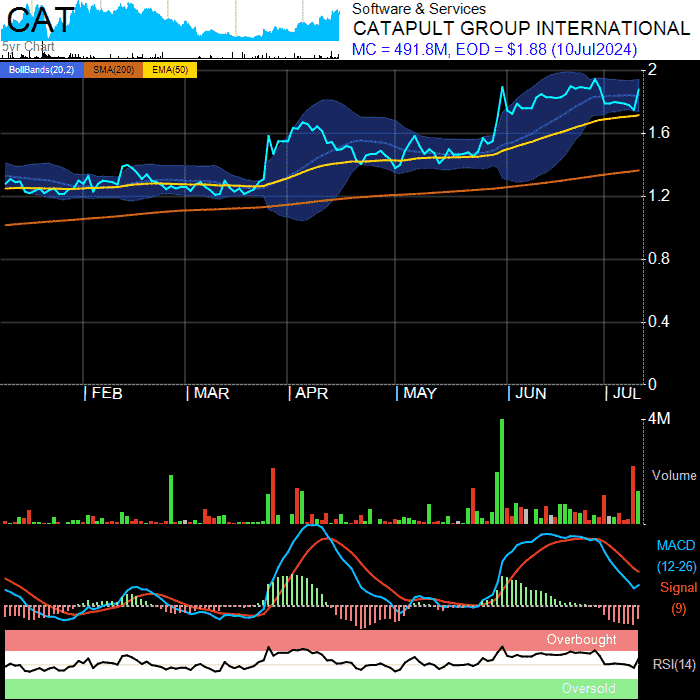 CAT
5yr Chart
Software & Services
CATAPULT GROUP INTERNATIONAL
MC = 491.8M, EOD = $1.88 (10Jul2024)
BollBands(20,2) SMA(200) EMA(50)
2
1.6
1.2
0.8
0.4
0
FEB MAR APR MAY JUN JUL
4M
Volume
MACD
(12-26)
Signal
(9)
Overbought
RSI(14)
Oversold